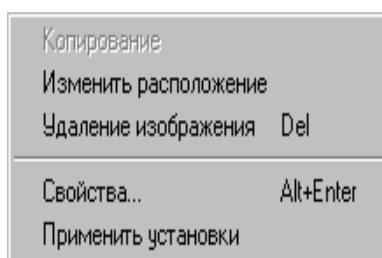 Копирование
Изменить расположение
Удаление изображения Del
Свойства... Alt+Enter
Применить установки